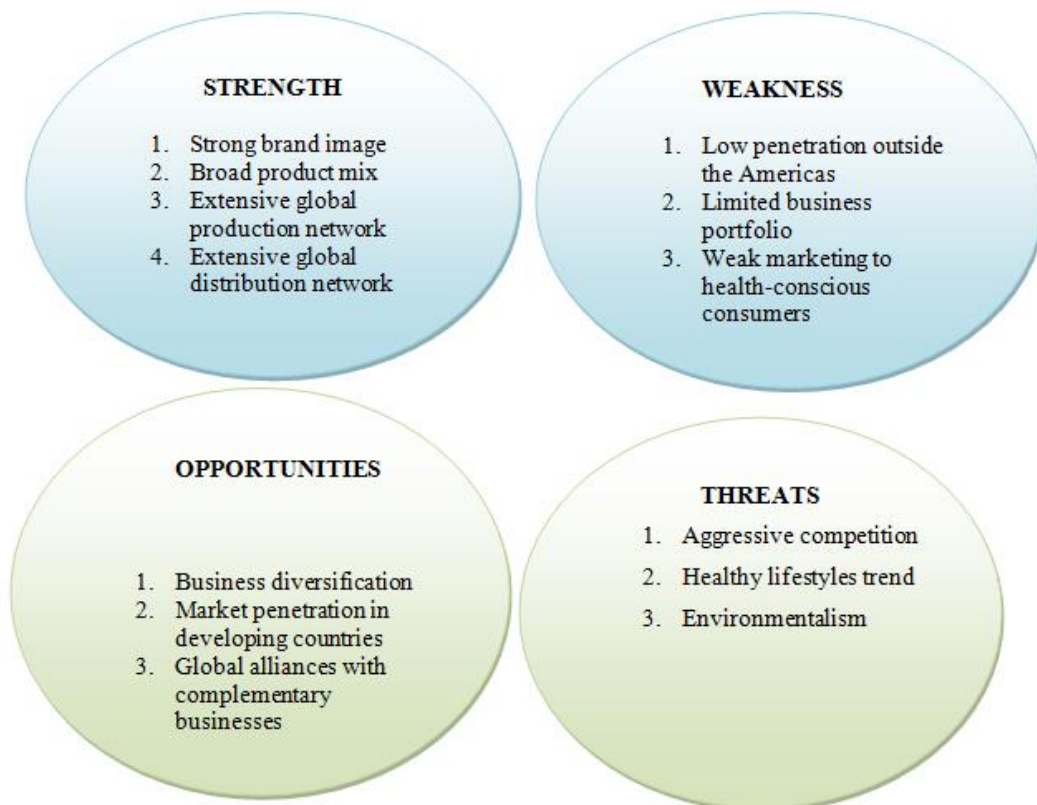 STRENGTH
1. Strong brand image
2. Broad product mix
3. Extensive global
production network
4. Extensive global
distribution network
WEAKNESS
1. Low penetration outside
the Americas
2. Limited business
portfolio
3. Weak marketing to
health-conscious
consumers
OPPORTUNITIES
1. Business diversification
2. Market penetration in
developing countries
3. Global alliances with
complementary
businesses
THREATS
1. Aggressive competition
2. Healthy lifestyles trend
3. Environmentalism